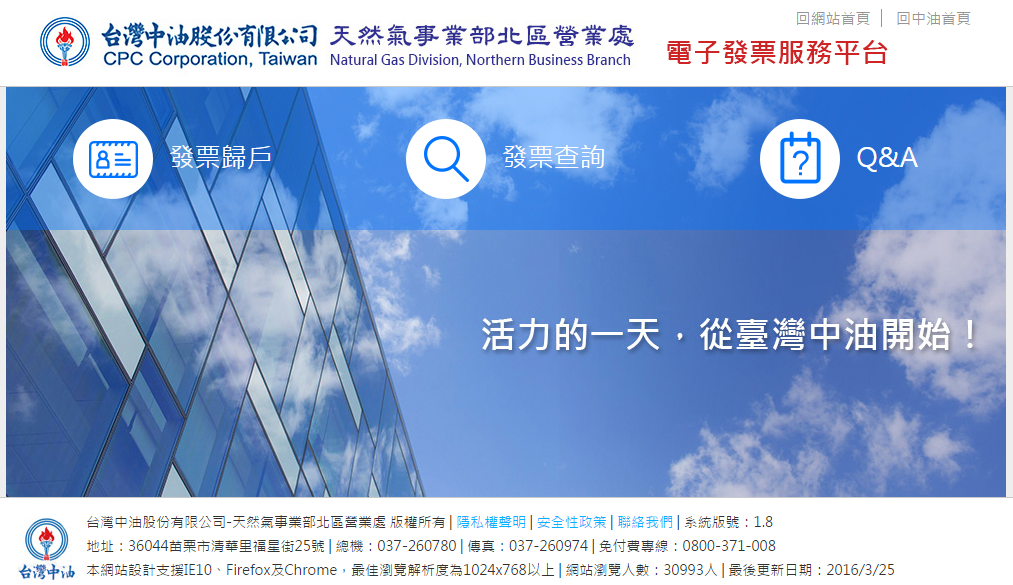 回網站首頁 | 回中油首頁
台灣中油股份有限公司 天然氣事業部北區營業處
CPC Corporation, Taiwan Natural Gas Division, Northern Business Branch
電子發票服務平台
發票歸戶 發票查詢 Q&A
活力的一天，從臺灣中油開始！
台灣中油股份有限公司-天然氣事業部北區營業處 版權所有 | 隱私權聲明 | 安全性政策 | 聯絡我們 | 系統版號：1.8
地址：36044苗栗市清華里福星街25號 | 總機：037-260780 | 傳真：037-260974 | 免付費專線：0800-371-008
台灣中油 本網站設計支援IE10、Firefox及Chrome，最佳瀏覽解析度為1024x768以上 | 網站瀏覽人數：30993人 | 最後更新日期：2016/3/25